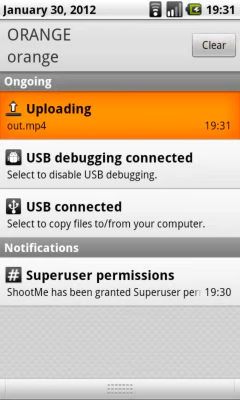 January 30, 2012 19:31
ORANGE
orange
Clear
Ongoing
Uploading
out.mp4 19:31
USB debugging connected
Select to disable USB debugging.
USB connected
Select to copy files to/from your computer.
Notifications
# Superuser permissions
ShootMe has been granted Superuser per 19:30